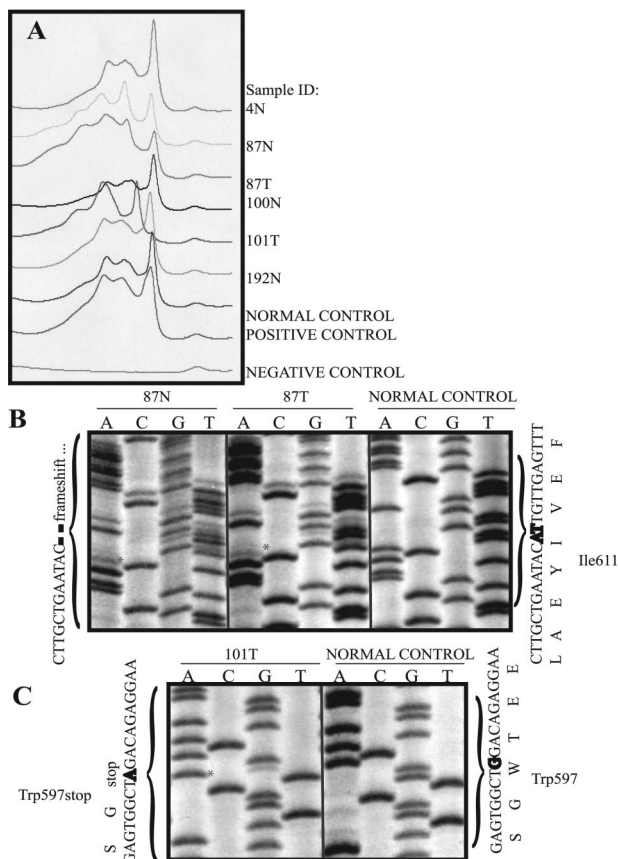 A
Sample ID:
4N
87N
87T
100N
101T
192N
NORMAL CONTROL
POSITIVE CONTROL
NEGATIVE CONTROL
B
87N 87T NORMAL CONTROL
A C G T A C G T A C G T
CTTGCTGAATAC-- frameshift ...
*
*
CTTGCTGAATACATTGTTGAGTTT
L A E Y I V E F
Ile611
C
101T NORMAL CONTROL
A C G T A C G T
Trp597stop
S G stop
GAGTGGCTAGACAGAGGAA
*
GAGTGGCTGGACAGAGGAA
S G W T E E
Trp597